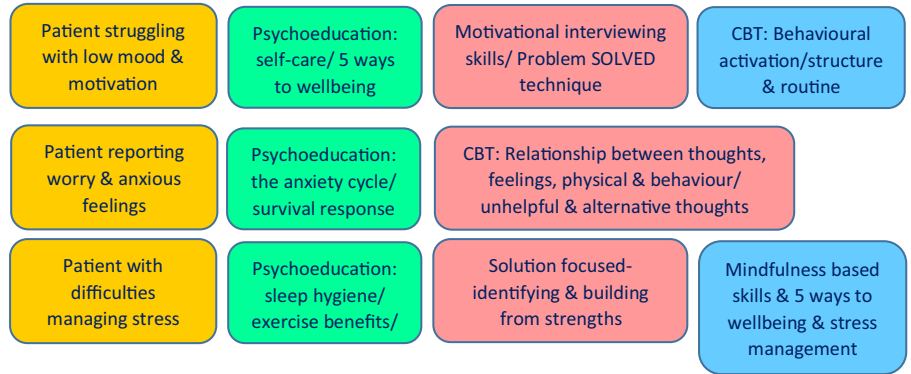 Patient struggling
with low mood &
motivation
Psychoeducation:
self-care/ 5 ways
to wellbeing
Motivational interviewing
skills/ Problem SOLVED
technique
CBT: Behavioural
activation/structure
& routine
Patient reporting
worry & anxious
feelings
Psychoeducation:
the anxiety cycle/
survival response
CBT: Relationship between thoughts,
feelings, physical & behaviour/
unhelpful & alternative thoughts
Patient with
difficulties
managing stress
Psychoeducation:
sleep hygiene/
exercise benefits/
Solution focused-
identifying & building
from strengths
Mindfulness based
skills & 5 ways to
wellbeing & stress
management